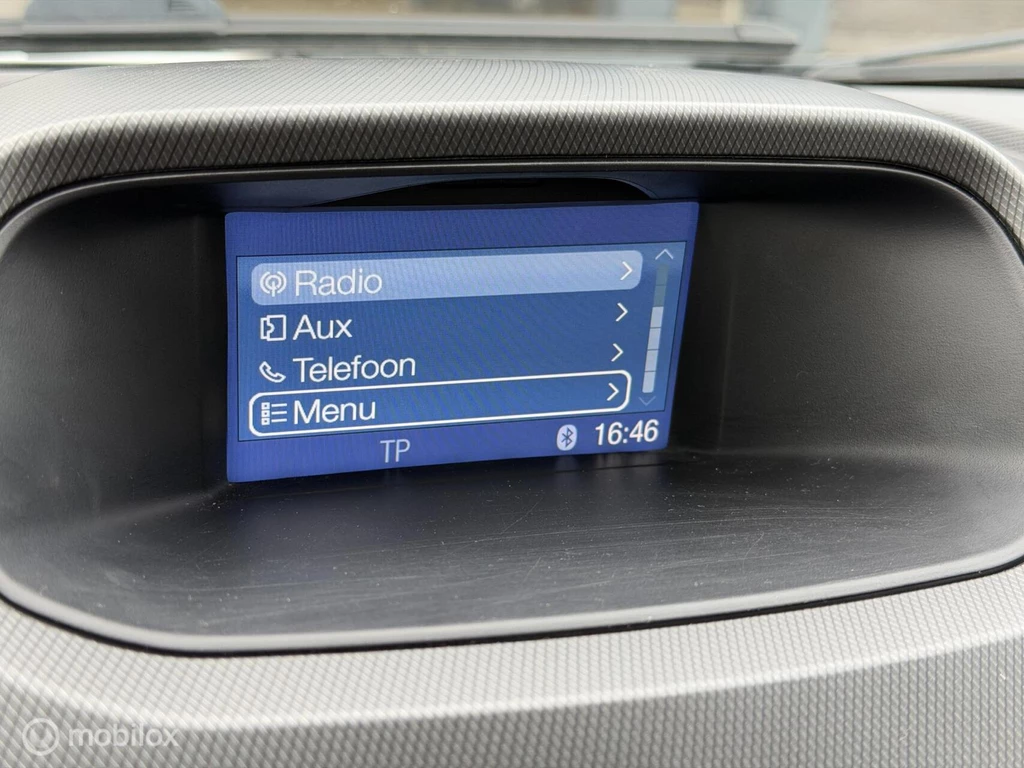 Radio
Aux
Telefoon
Menu
TP 16:46
mobilox